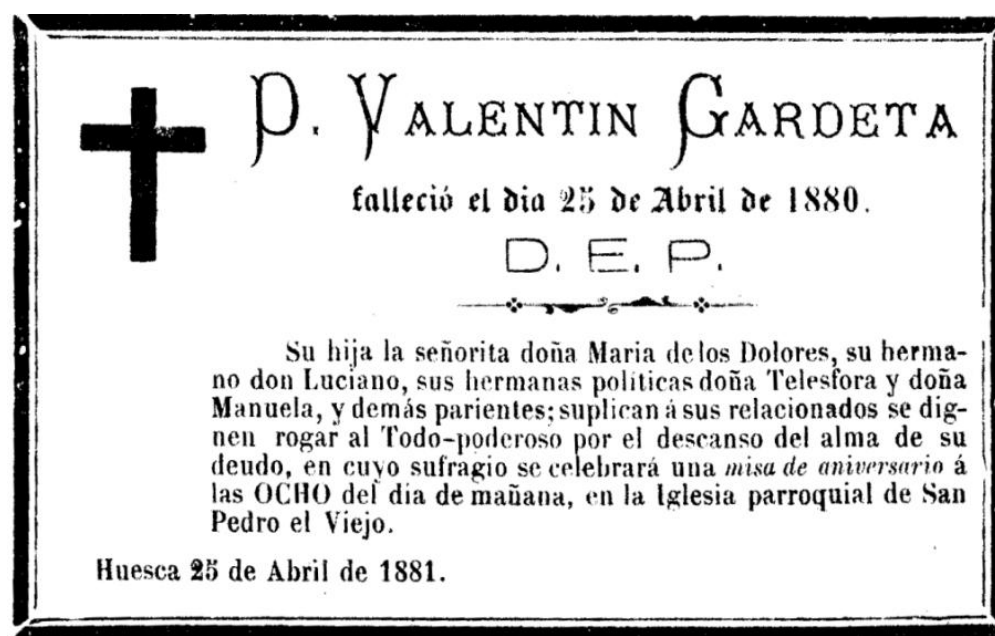 D. VALENTIN GARDETA
falleció el dia 25 de Abril de 1880.
D. E. P.
Su hija la señorita doña Maria de los Dolores, su herma-
no don Luciano, sus hermanas políticas doña Telesfora y doña
Manuela, y demás parientes; suplican á sus relacionados se dig-
nen rogar al Todo-poderoso por el descanso del alma de su
deudo, en cuyo sufragio se celebrará una misa de aniversario á
las OCHO del dia de mañana, en la Iglesia parroquial de San
Pedro el Viejo.
Huesca 25 de Abril de 1881.